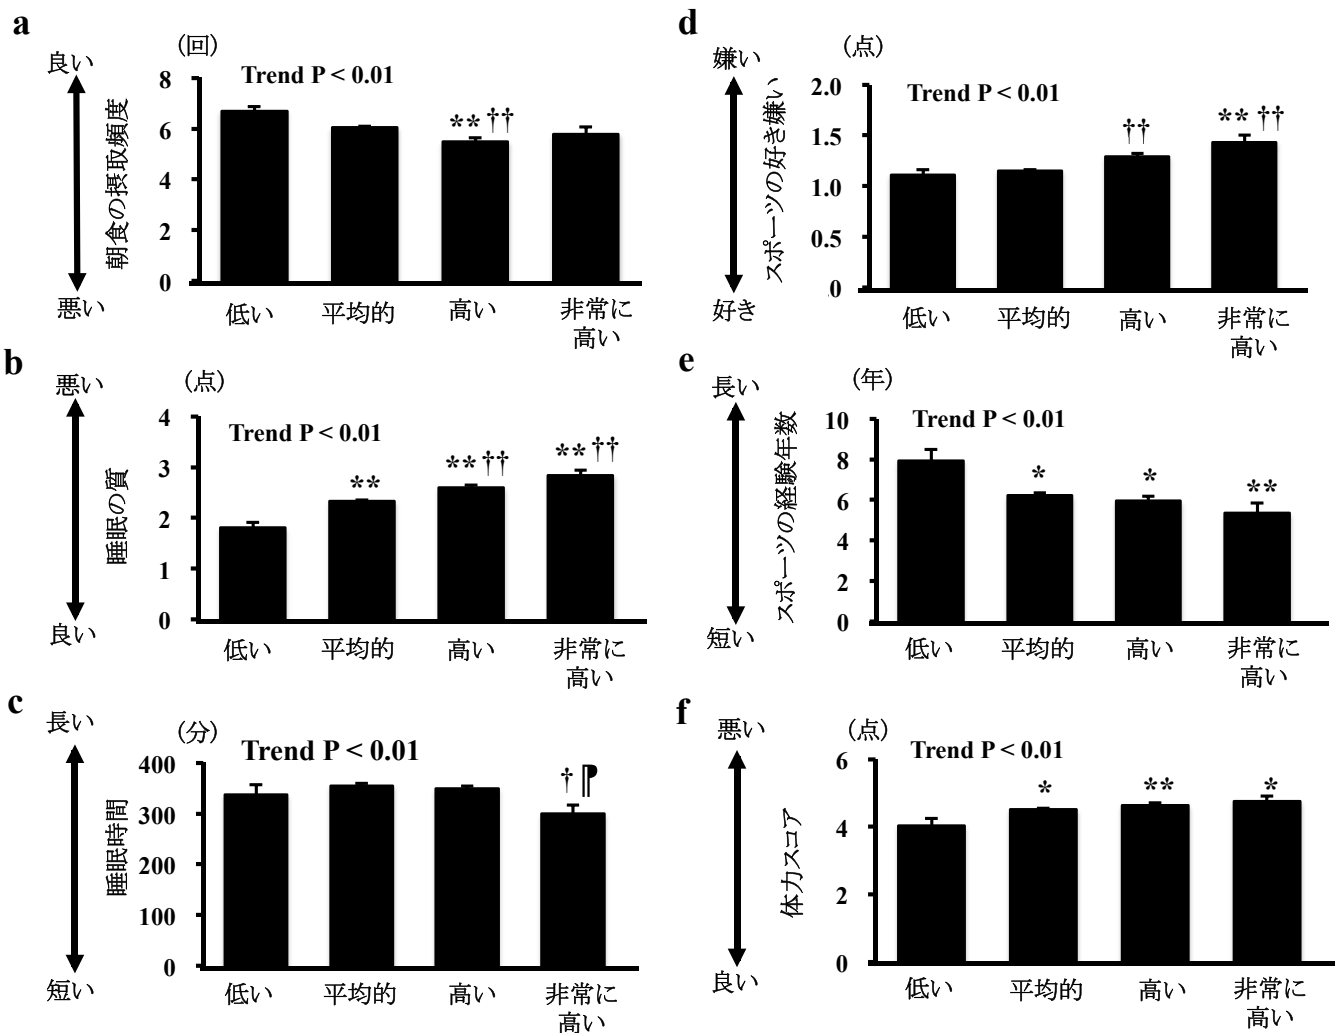 a
良い
(回)
Trend P < 0.01
8
6
4
2
0
朝食の摂取頻度
** ††
悪い
低い
平均的
高い
非常に
高い
b
悪い
(点)
Trend P < 0.01
4
3
2
1
0
睡眠の質
**
** ††
** ††
良い
低い
平均的
高い
非常に
高い
c
長い
(分)
Trend P < 0.01
400
300
200
100
0
睡眠時間
† ¶
短い
低い
平均的
高い
非常に
高い
d
嫌い
(点)
Trend P < 0.01
2.0
1.5
1.0
0.5
.0
スポーツの好き嫌い
††
** ††
好き
低い
平均的
高い
非常に
高い
e
長い
(年)
Trend P < 0.01
10
8
6
4
2
0
スポーツの経験年数
*
*
**
短い
低い
平均的
高い
非常に
高い
f
悪い
(点)
Trend P < 0.01
6
4
2
0
体力スコア
*
**
*
良い
低い
平均的
高い
非常に
高い